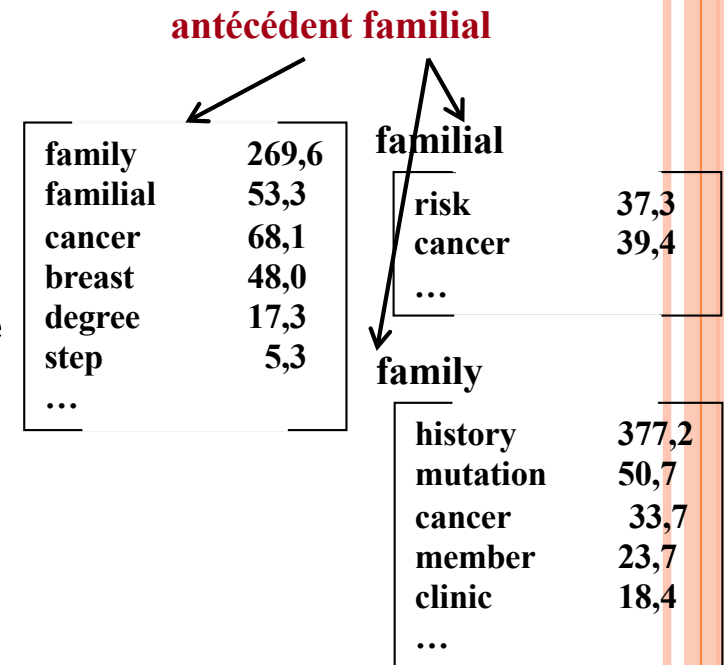 antécédent familial
family 269,6
familial 53,3
cancer 68,1
breast 48,0
degree 17,3
step 5,3
…
familial
risk 37,3
cancer 39,4
…
family
history 377,2
mutation 50,7
cancer 33,7
member 23,7
clinic 18,4
…